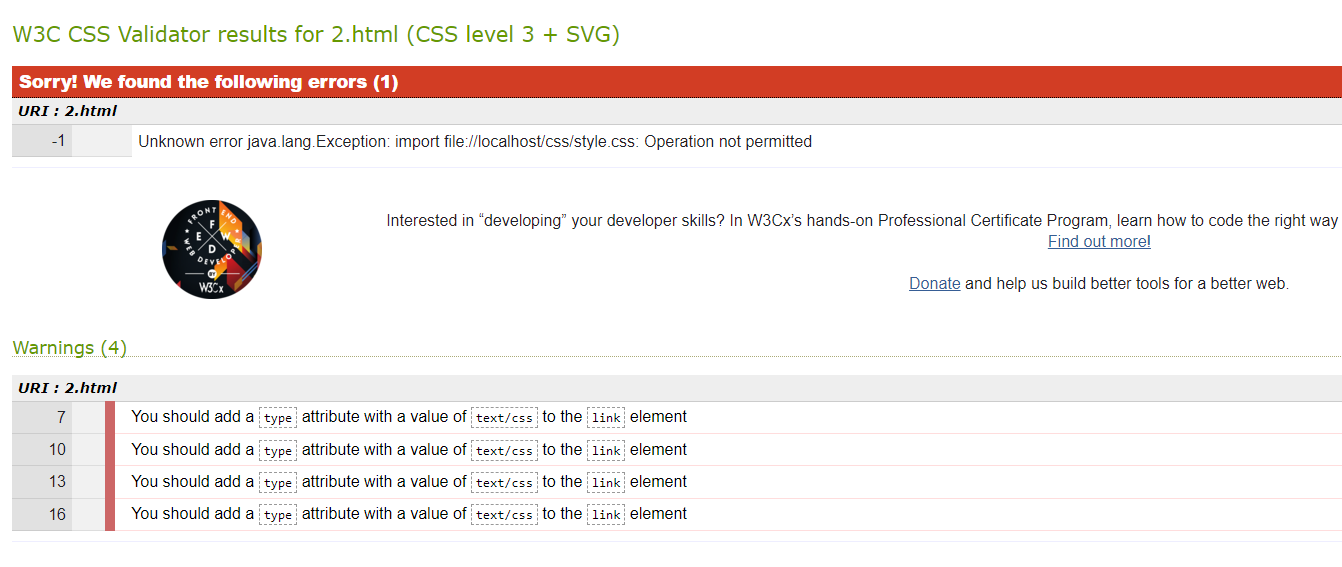 W3C CSS Validator results for 2.html (CSS level 3 + SVG)
Sorry! We found the following errors (1)
URI : 2.html
-1 Unknown error java.lang.Exception: import file://localhost/css/style.css: Operation not permitted
FRONT END
WEB DEVELOPER
F
E W
D
BY
W3Cx
Interested in “developing” your developer skills? In W3Cx’s hands-on Professional Certificate Program, learn how to code the right way
Find out more!
Donate and help us build better tools for a better web.
Warnings (4)
URI : 2.html
7 You should add a type attribute with a value of text/css to the link element
10 You should add a type attribute with a value of text/css to the link element
13 You should add a type attribute with a value of text/css to the link element
16 You should add a type attribute with a value of text/css to the link element